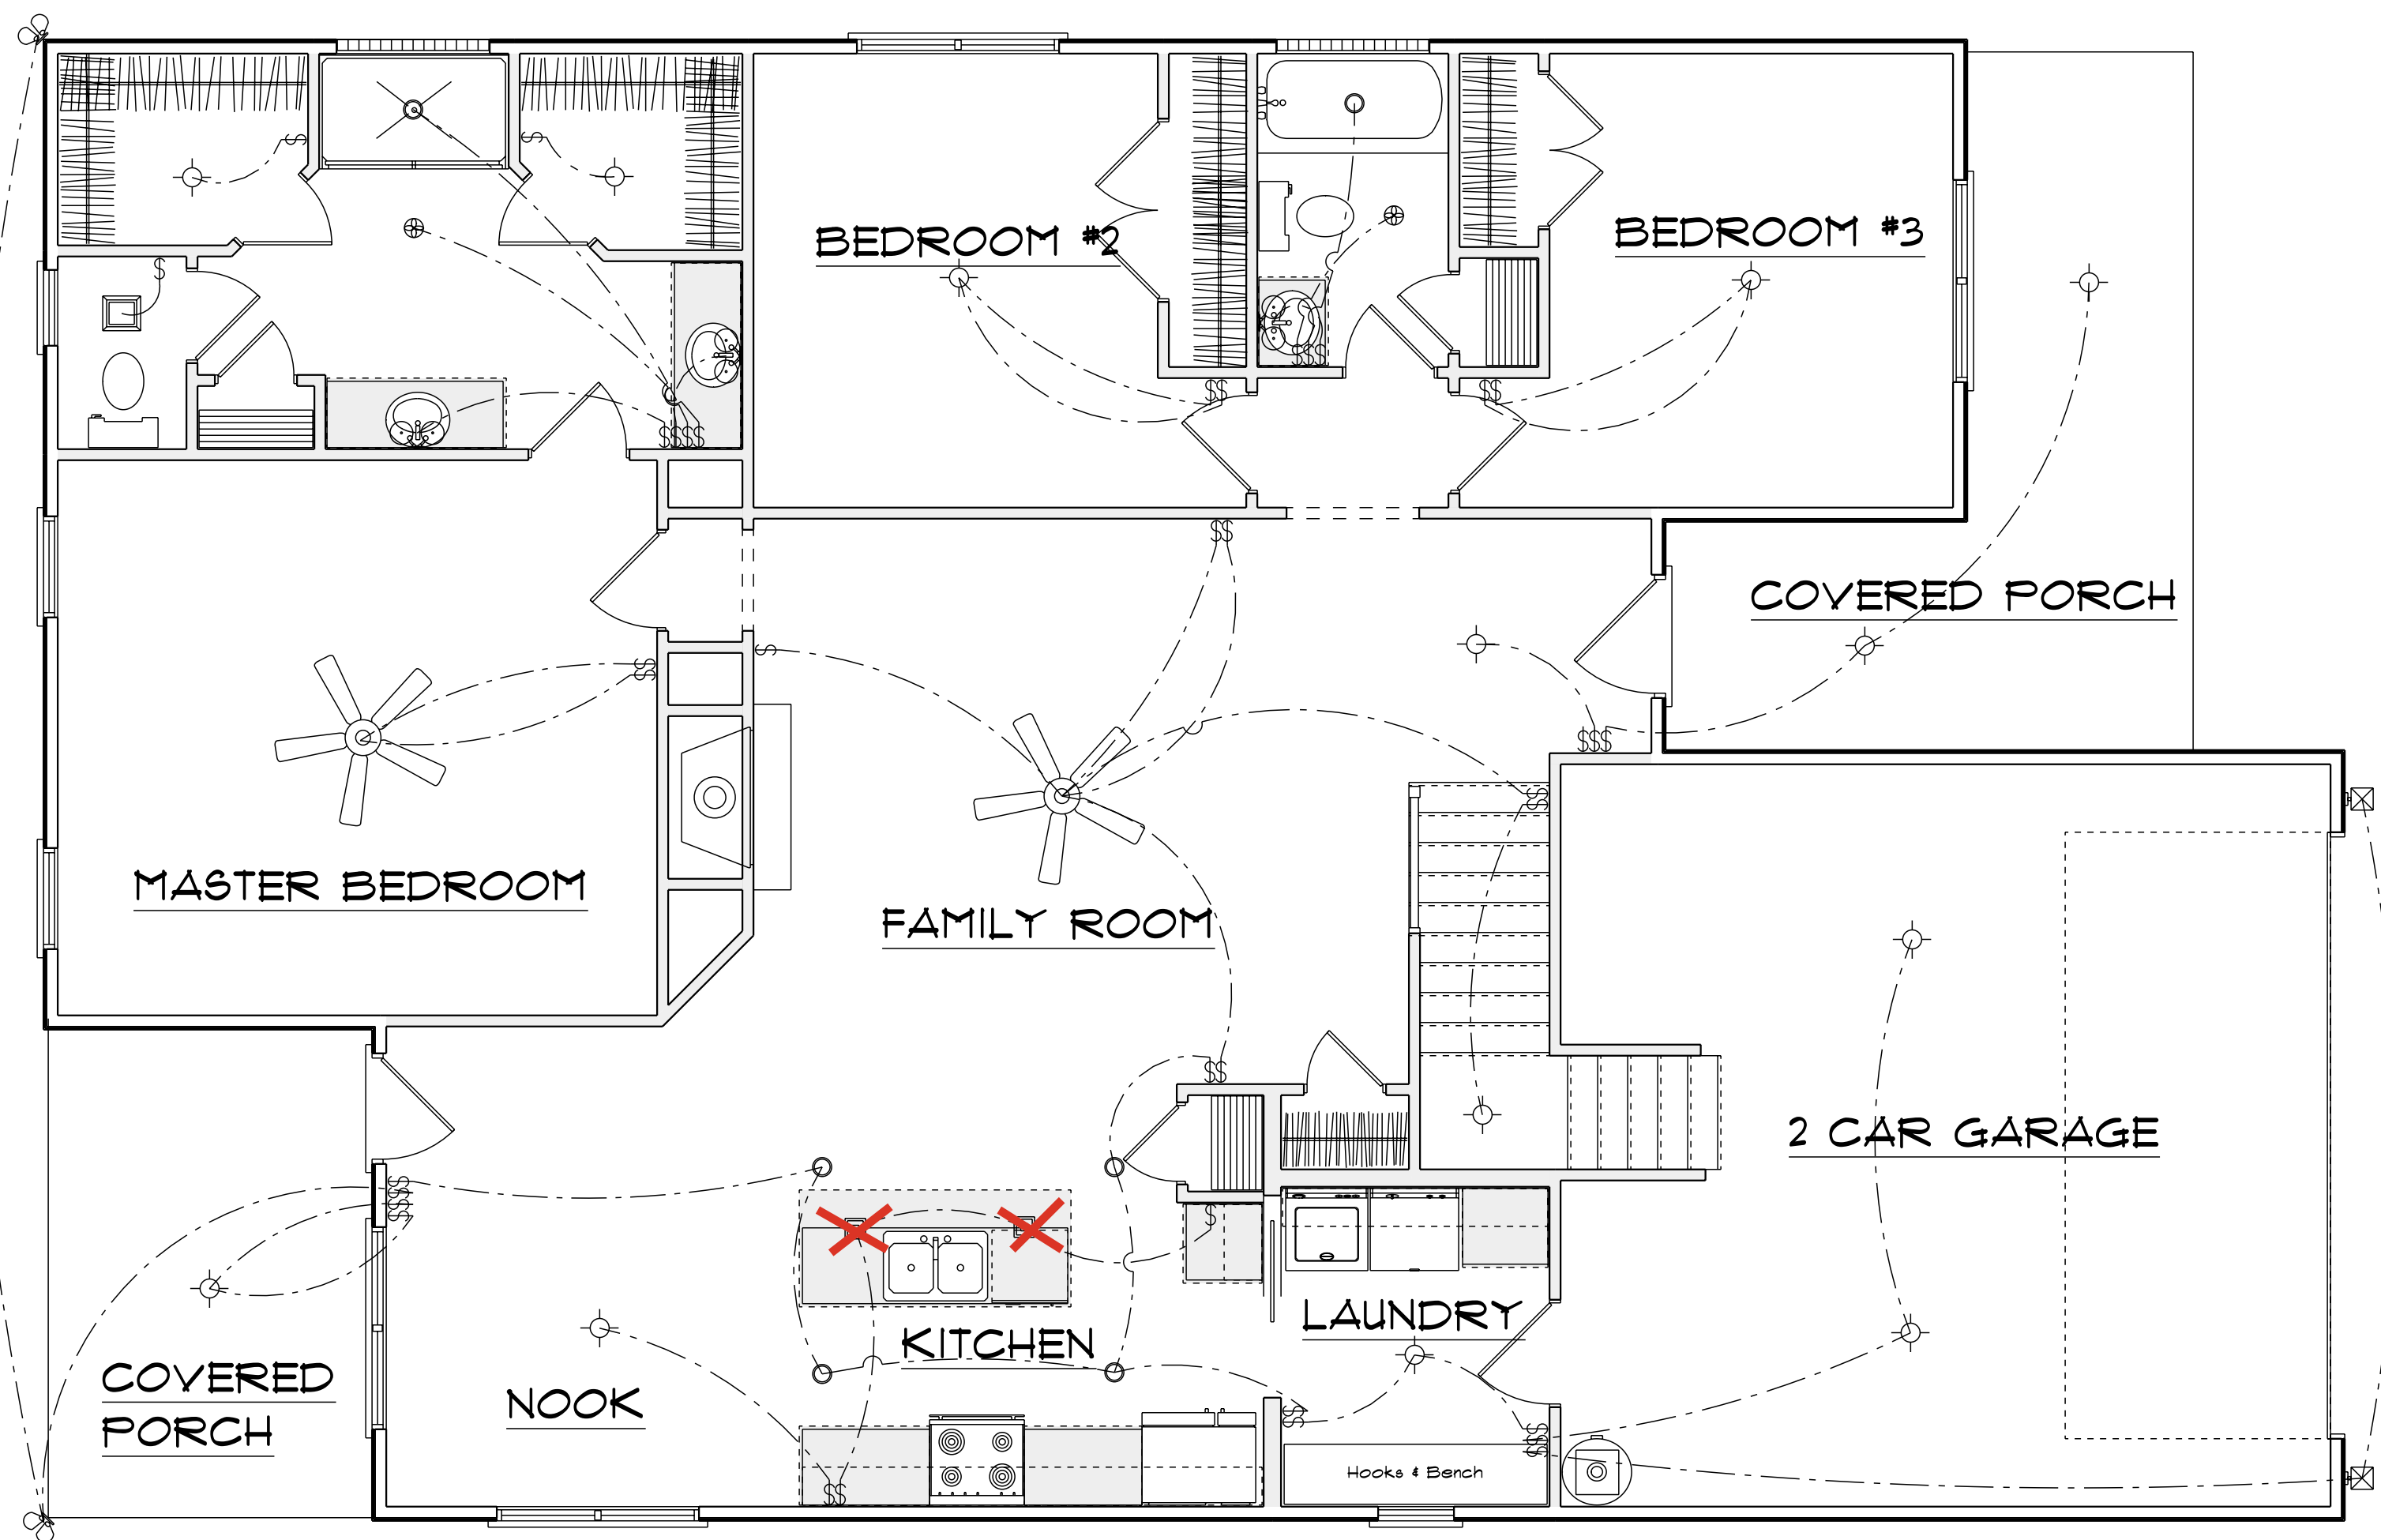 BEDROOM #2
BEDROOM #3
COVERED PORCH
MASTER BEDROOM
FAMILY ROOM
2 CAR GARAGE
LAUNDRY
KITCHEN
COVERED
PORCH
NOOK
Hooks & Bench